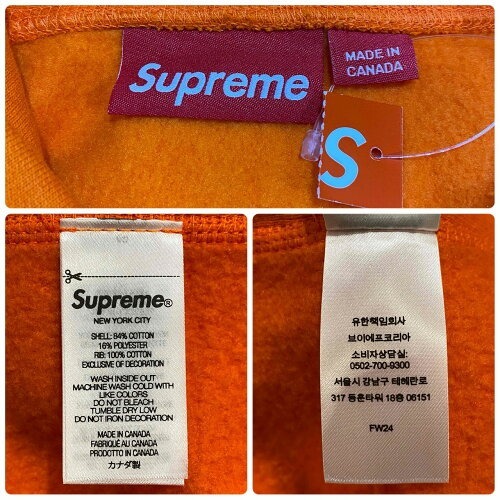 Supreme
MADE IN
CANADA
S
Supreme®
NEW YORK CITY
SHELL: 84% COTTON
16% POLYESTER
RIB: 100% COTTON
EXCLUSIVE OF DECORATION
WASH INSIDE OUT
MACHINE WASH COLD WITH
LIKE COLORS
DO NOT BLEACH
TUMBLE DRY LOW
DO NOT IRON DECORATION
MADE IN CANADA
FABRIQUÉ AU CANADA
PRODOTTO IN CANADA
カナダ製
유한책임회사
브이에프코리아
소비자상담실:
0502-700-9300
서울시 강남구 테헤란로
317 동훈타워 18층 06151
FW24